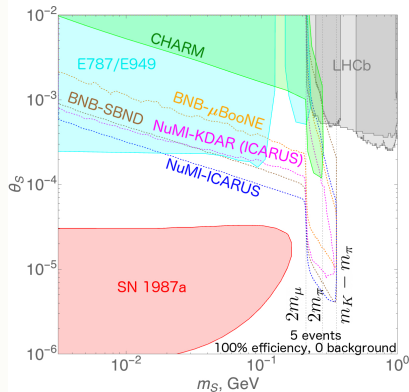 10⁻²
CHARM
E787/E949
LHCb
10⁻³
BNB-μBooNE
BNB-SBND
NuMI-KDAR (ICARUS)
θ_S
10⁻⁴
NuMI-ICARUS
10⁻⁵
SN 1987a
2m_μ
2m_π
m_K − m_π
5 events
100% efficiency, 0 background
10⁻⁶
10⁻² 10⁻¹ 10⁰
m_S, GeV